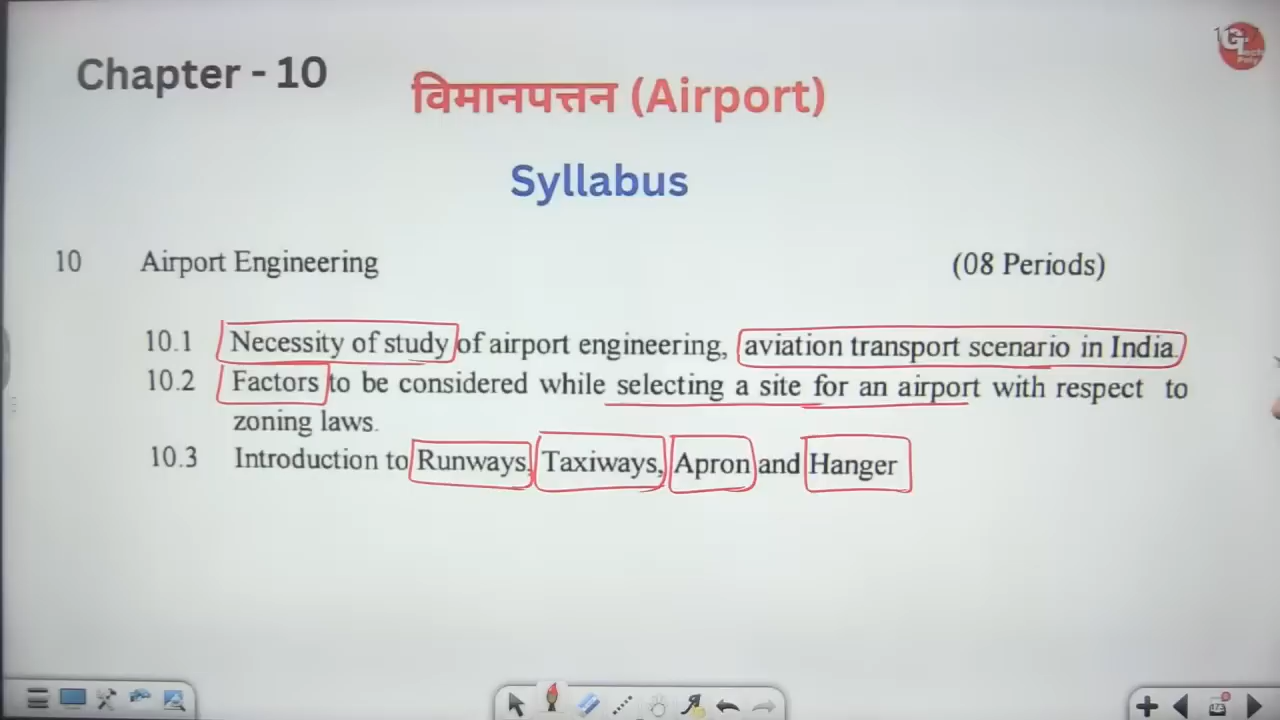 Chapter - 10
विमानपत्तन (Airport)
Syllabus
10 Airport Engineering (08 Periods)
10.1 Necessity of study of airport engineering, aviation transport scenario in India.
10.2 Factors to be considered while selecting a site for an airport with respect to
zoning laws.
10.3 Introduction to Runways, Taxiways, Apron and Hanger
GTech
Poly